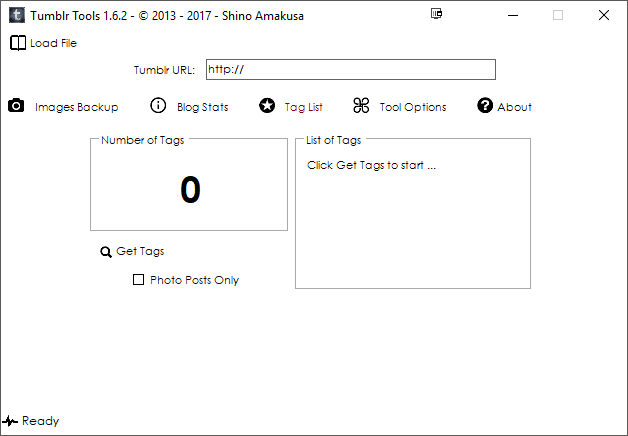 Tumblr Tools 1.6.2 - © 2013 - 2017 - Shino Amakusa
Load File
Tumblr URL: http://
Images Backup Blog Stats Tag List Tool Options About
Number of Tags
0
Get Tags
Photo Posts Only
List of Tags
Click Get Tags to start ...
Ready